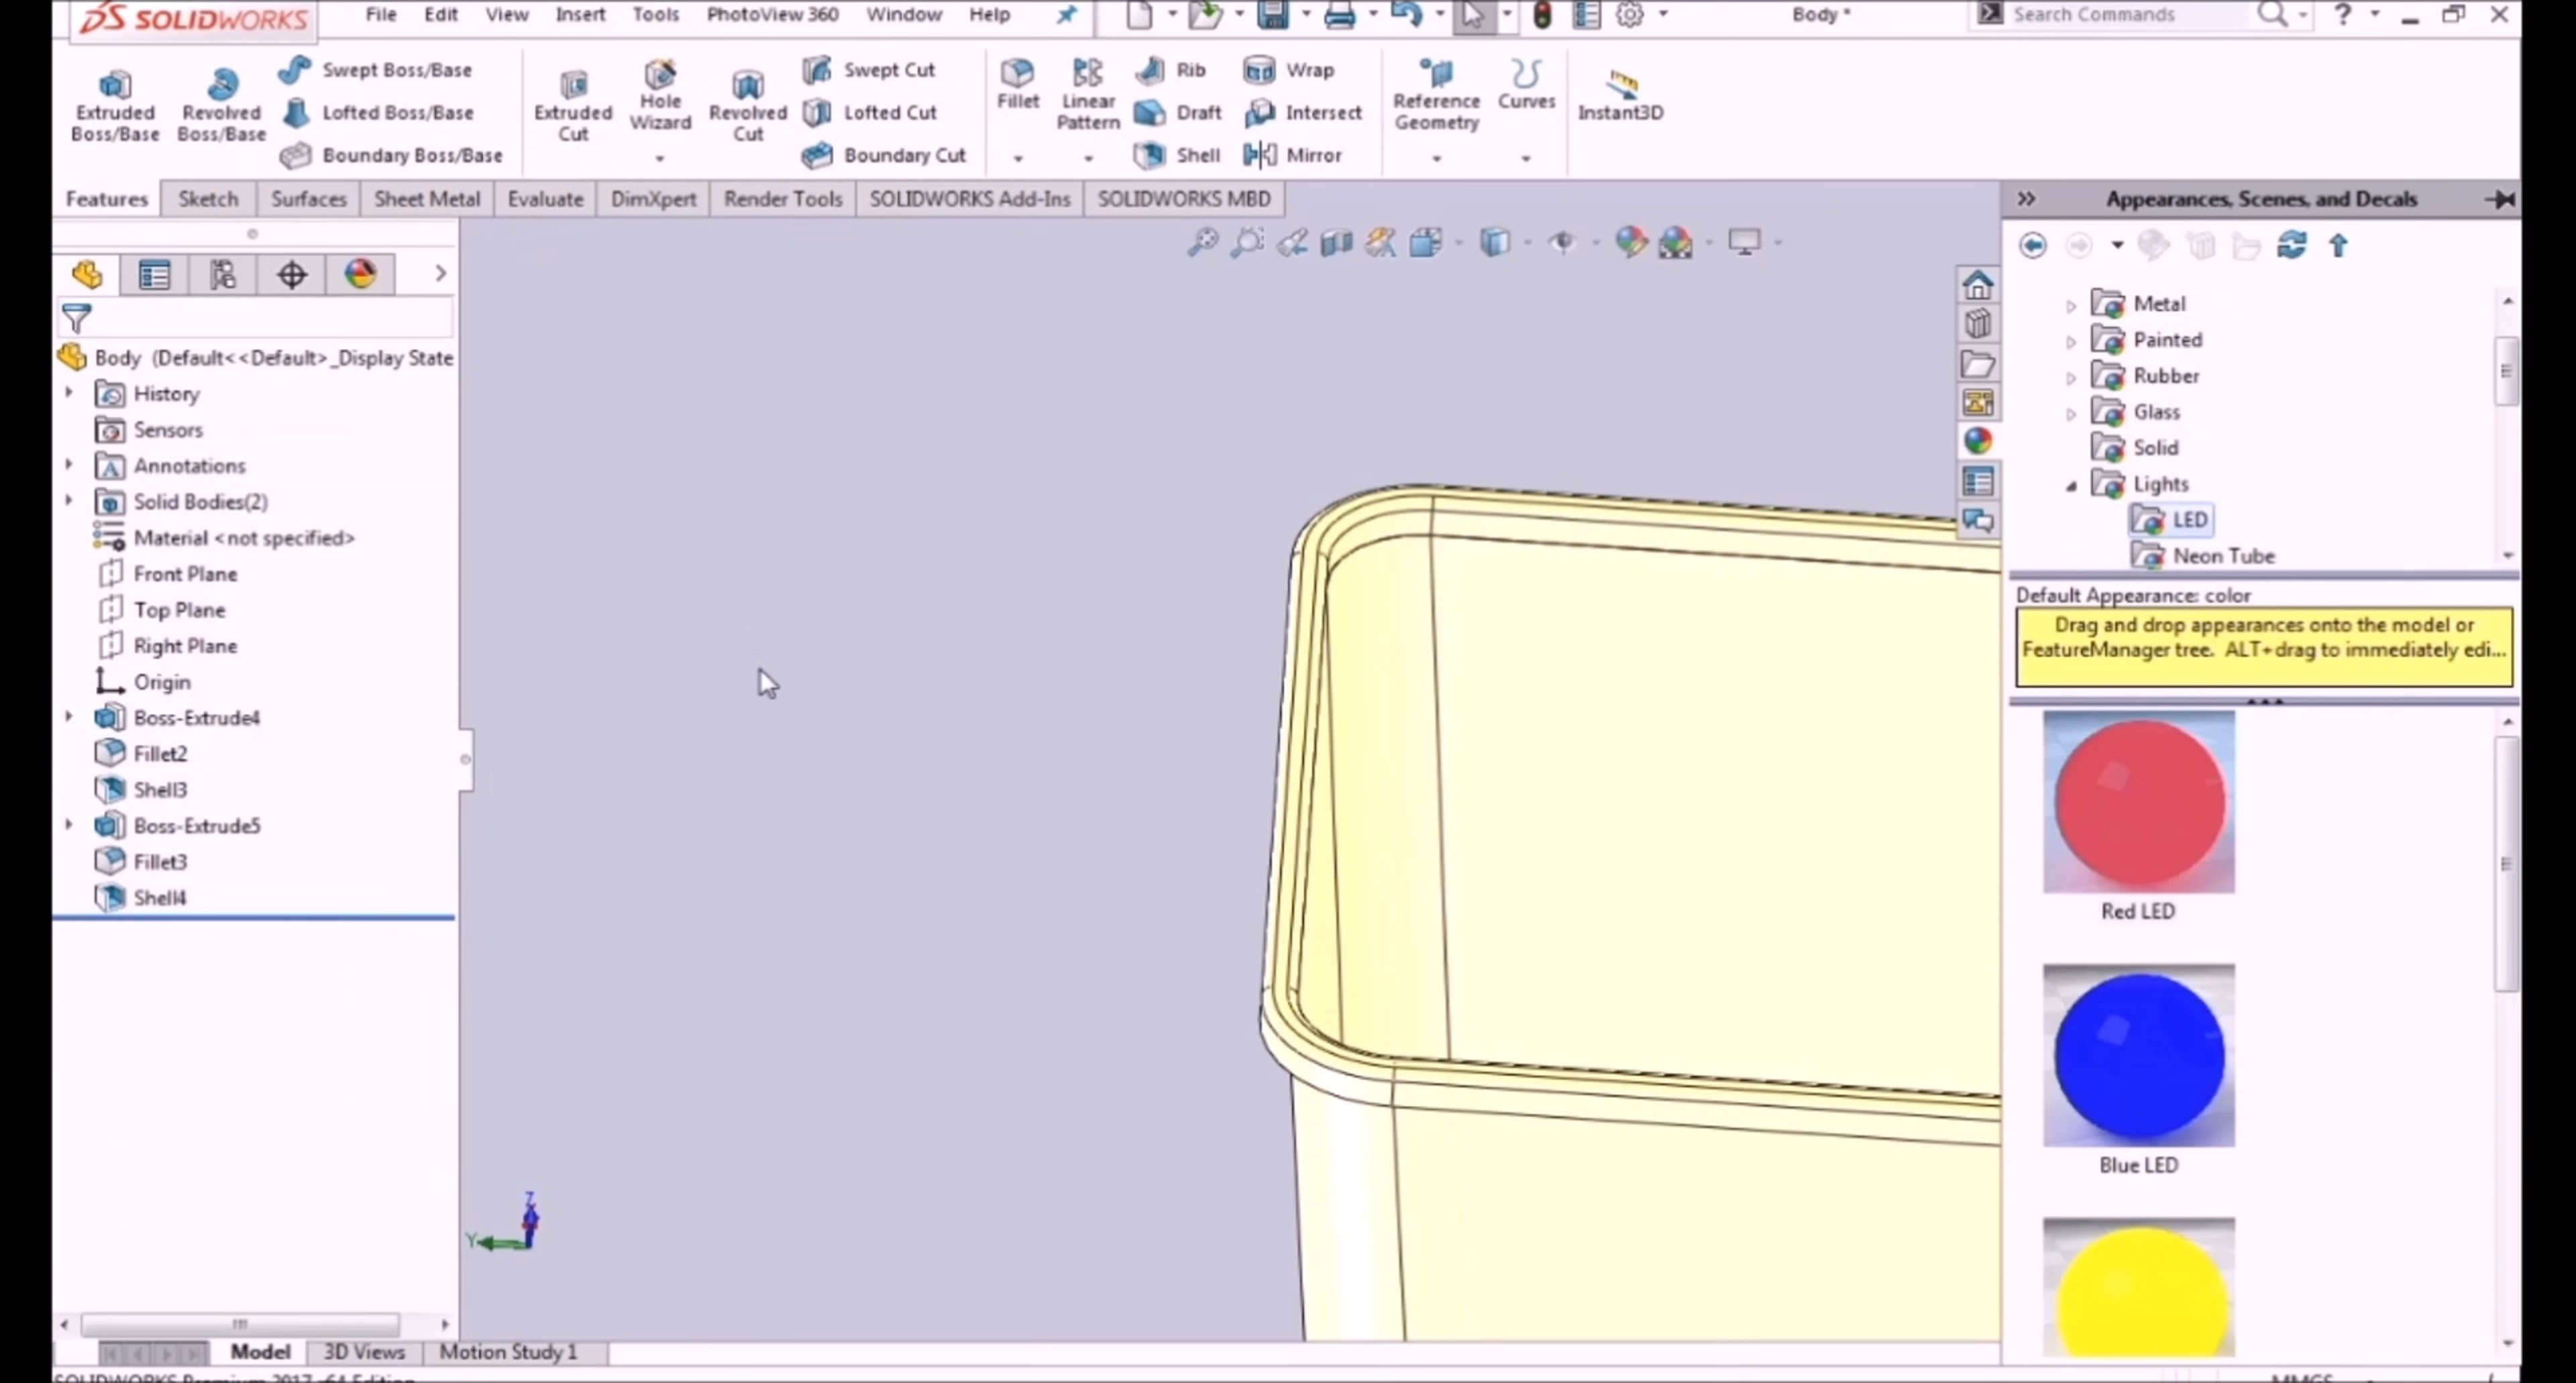 SOLIDWORKS File Edit View Insert Tools PhotoView 360 Window Help Body * Search Commands ?
Extruded Boss/Base
Revolved Boss/Base
Swept Boss/Base
Lofted Boss/Base
Boundary Boss/Base
Extruded Cut
Hole Wizard
Revolved Cut
Swept Cut
Lofted Cut
Boundary Cut
Fillet
Linear Pattern
Rib
Draft
Shell
Wrap
Intersect
Mirror
Reference Geometry
Curves
Instant3D
Features Sketch Surfaces Sheet Metal Evaluate DimXpert Render Tools SOLIDWORKS Add-Ins SOLIDWORKS MBD
Body (Default<<Default>_Display State
History
Sensors
Annotations
Solid Bodies(2)
Material <not specified>
Front Plane
Top Plane
Right Plane
Origin
Boss-Extrude4
Fillet2
Shell3
Boss-Extrude5
Fillet3
Shell4
Z
Y
Appearances, Scenes, and Decals
Metal
Painted
Rubber
Glass
Solid
Lights
LED
Neon Tube
Default Appearance: color
Drag and drop appearances onto the model or
FeatureManager tree. ALT+drag to immediately edi...
Red LED
Blue LED
Model 3D Views Motion Study 1
SOLIDWORKS Premium 2017 x64 Edition
MMGS